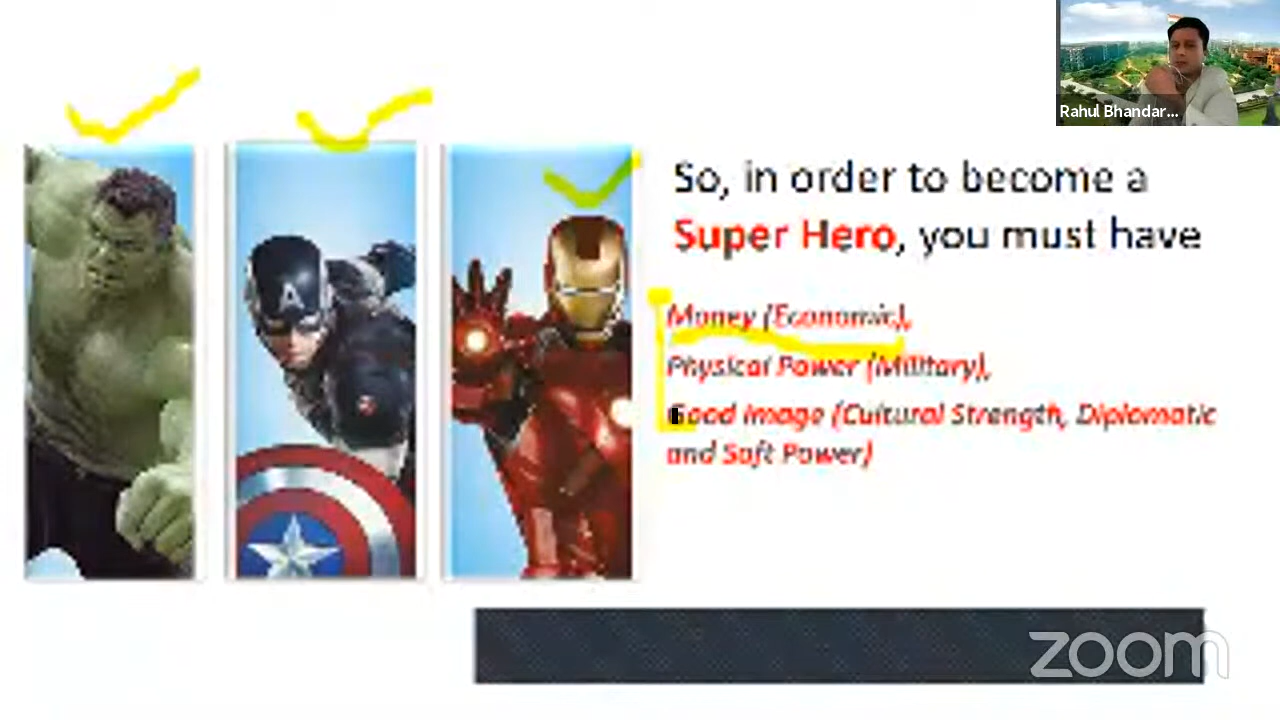 Rahul Bhandar...
So, in order to become a
Super Hero, you must have
Money (Economic),
Physical Power (Military),
Good Image (Cultural Strength, Diplomatic
and Soft Power)
A
zoom